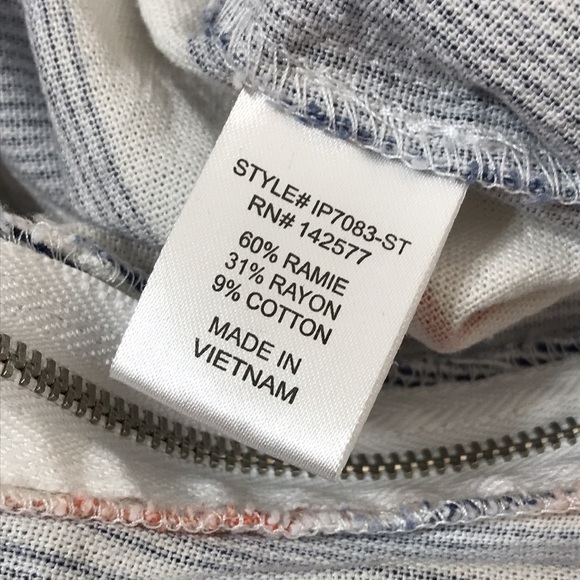 STYLE# IP7083-ST
RN# 142577
60% RAMIE
31% RAYON
9% COTTON
MADE IN
VIETNAM